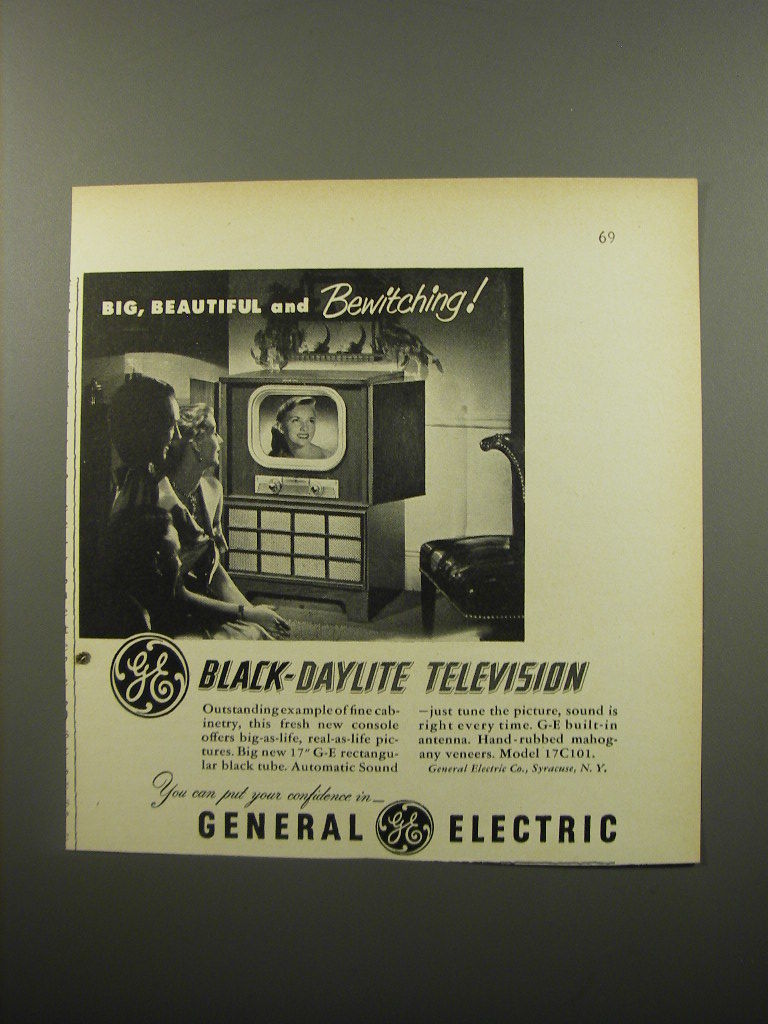 69
BIG, BEAUTIFUL and Bewitching!
GE
BLACK-DAYLITE TELEVISION
Outstanding example of fine cab-
inetry, this fresh new console
offers big-as-life, real-as-life pic-
tures. Big new 17" G-E rectangu-
lar black tube. Automatic Sound
—just tune the picture, sound is
right every time. G-E built-in
antenna. Hand-rubbed mahog-
any veneers. Model 17C101.
General Electric Co., Syracuse, N. Y.
You can put your confidence in—
GENERAL GE ELECTRIC